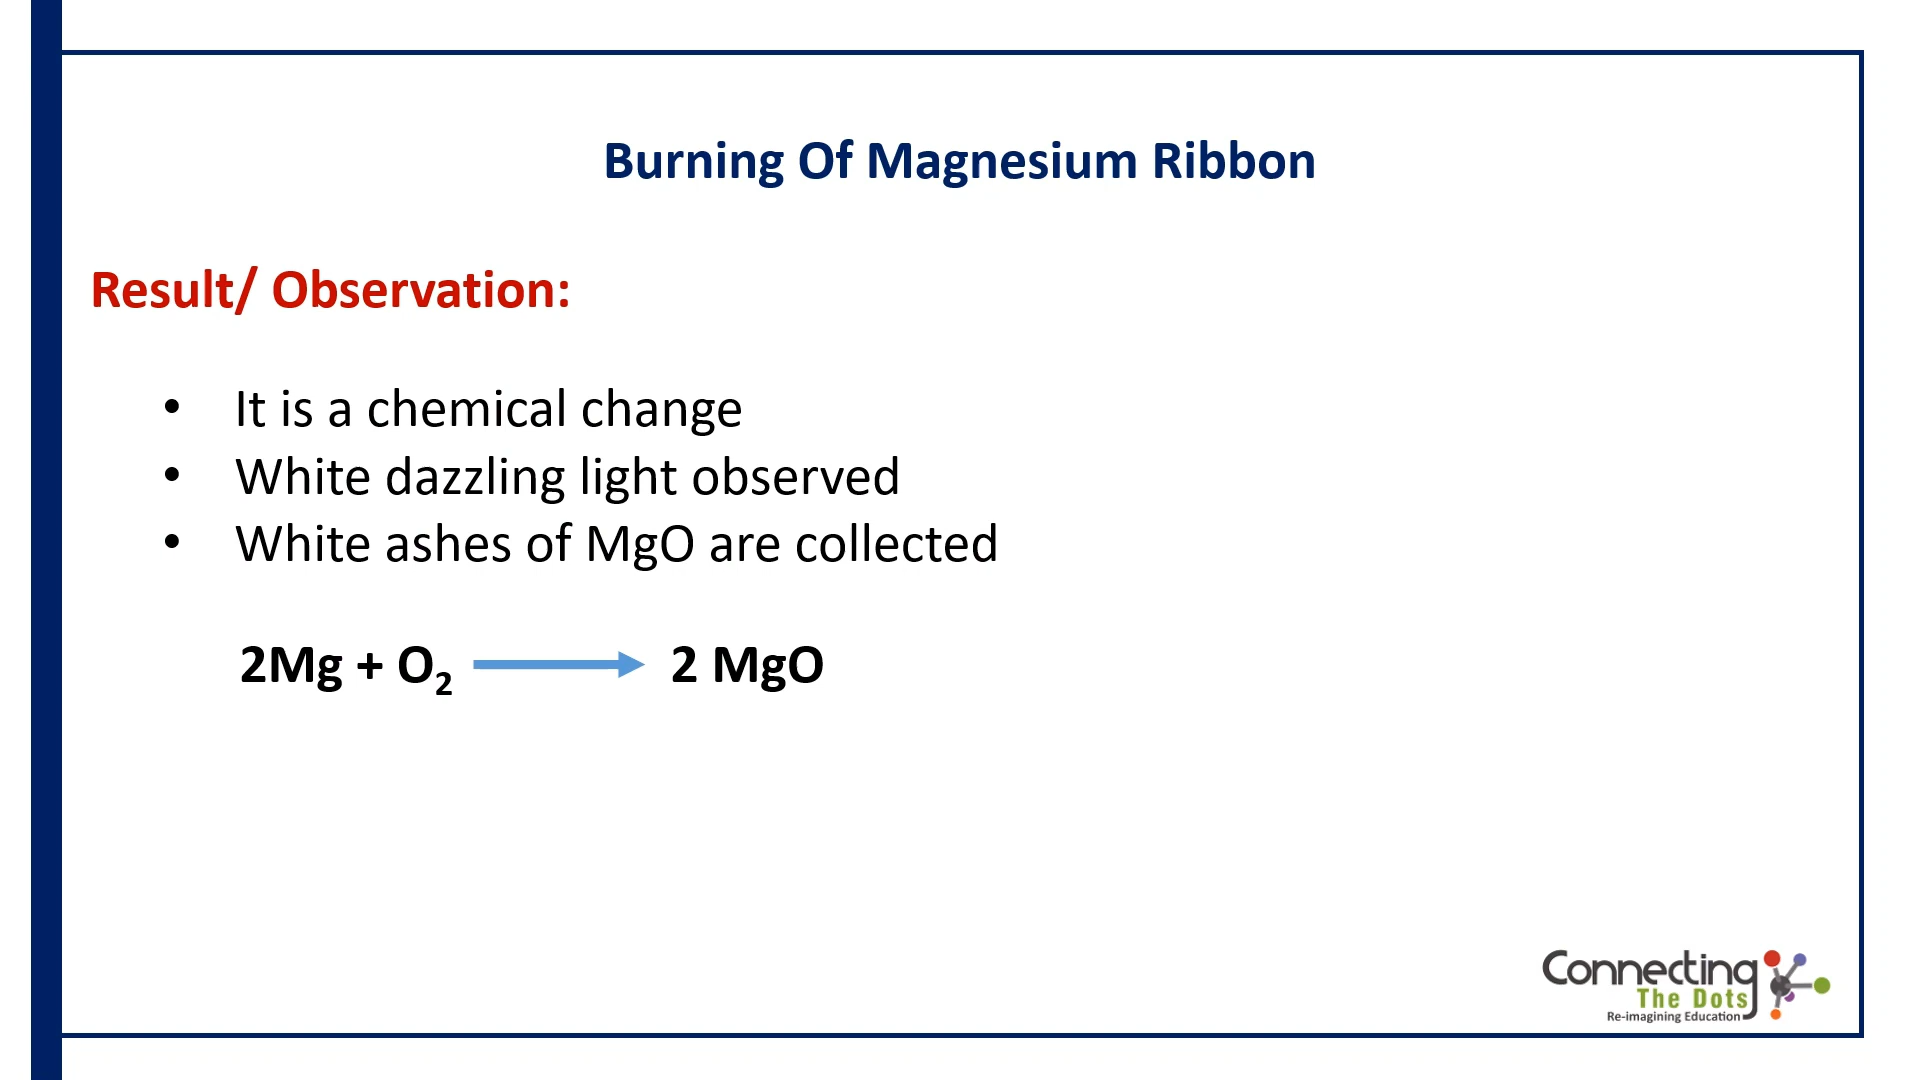 Burning Of Magnesium Ribbon
Result/ Observation:
• It is a chemical change
• White dazzling light observed
• White ashes of MgO are collected
2Mg + O₂ → 2 MgO
Connecting
The Dots
Re-imagining Education